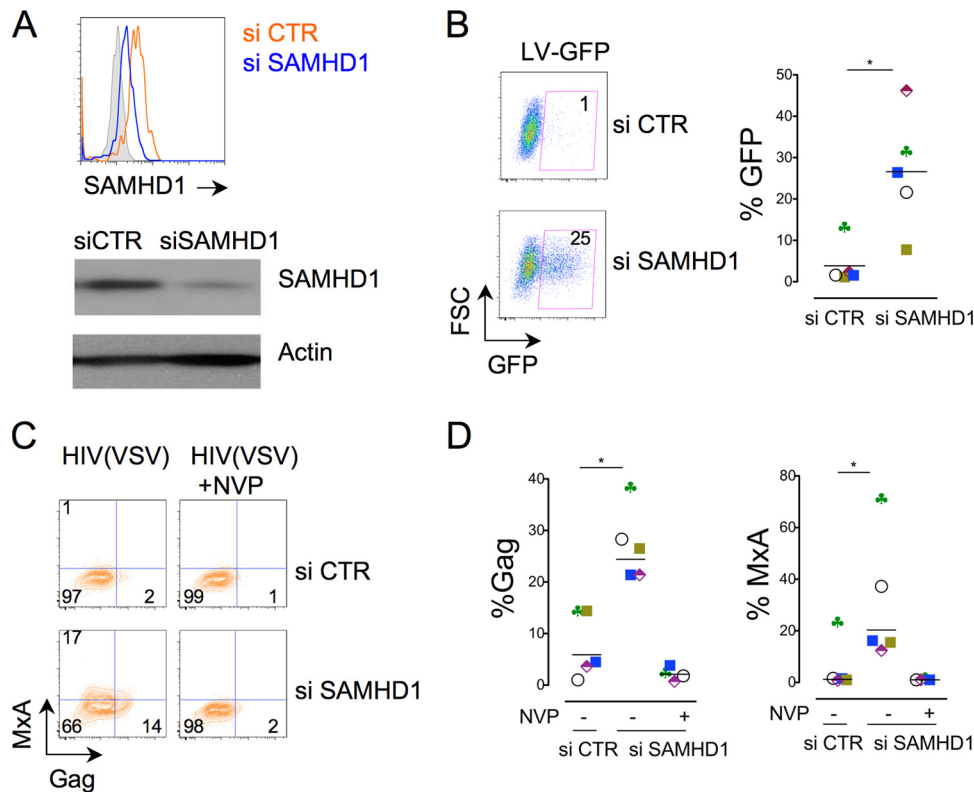 A
si CTR
si SAMHD1
SAMHD1
siCTR siSAMHD1
SAMHD1
Actin
B
LV-GFP
1
si CTR
25
si SAMHD1
FSC
GFP
% GFP
50
40
30
20
10
0
si CTR si SAMHD1
*
C
HIV(VSV) HIV(VSV)
+NVP
1
97 2 99 1
si CTR
17
66 14 98 2
si SAMHD1
MxA
Gag
D
%Gag
40
30
20
10
0
*
NVP - - +
si CTR si SAMHD1
% MxA
80
60
40
20
0
*
NVP - - +
si CTR si SAMHD1